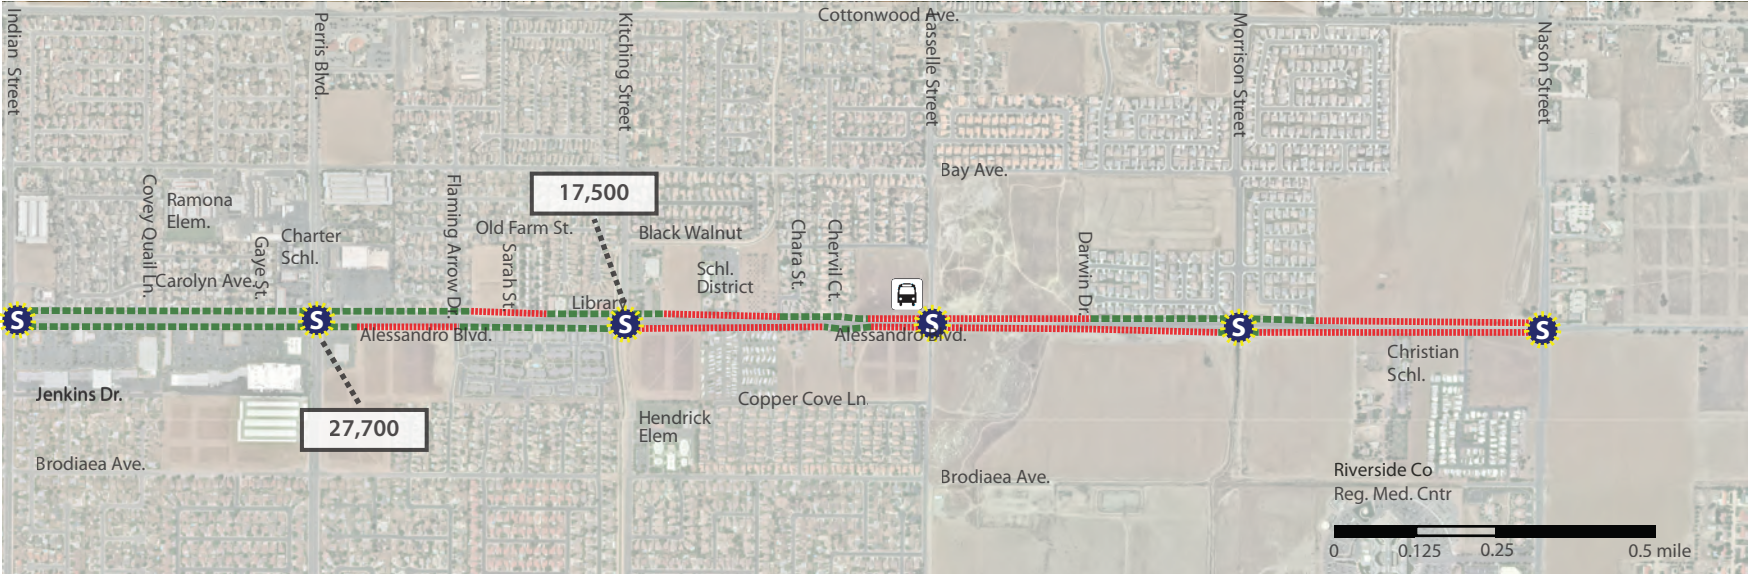 Cottonwood Ave.
Indian Street
Perris Blvd.
Kitching Street
Lasselle Street
Morrison Street
Nason Street
Bay Ave.
17,500
Covey Quail Ln.
Ramona
Elem.
Flaming Arrow Dr.
Old Farm St.
Black Walnut
Charter
Schl.
Gaye St.
Sarah St.
Chara St.
Chervil Ct.
Darwin Dr.
Schl.
District
Carolyn Ave.
Library
S
S
S
S
S
S
Alessandro Blvd.
Alessandro Blvd.
Christian
Schl.
Jenkins Dr.
Copper Cove Ln
27,700
Hendrick
Elem
Brodiaea Ave.
Brodiaea Ave.
Riverside Co
Reg. Med. Cntr
0 0.125 0.25 0.5 mile